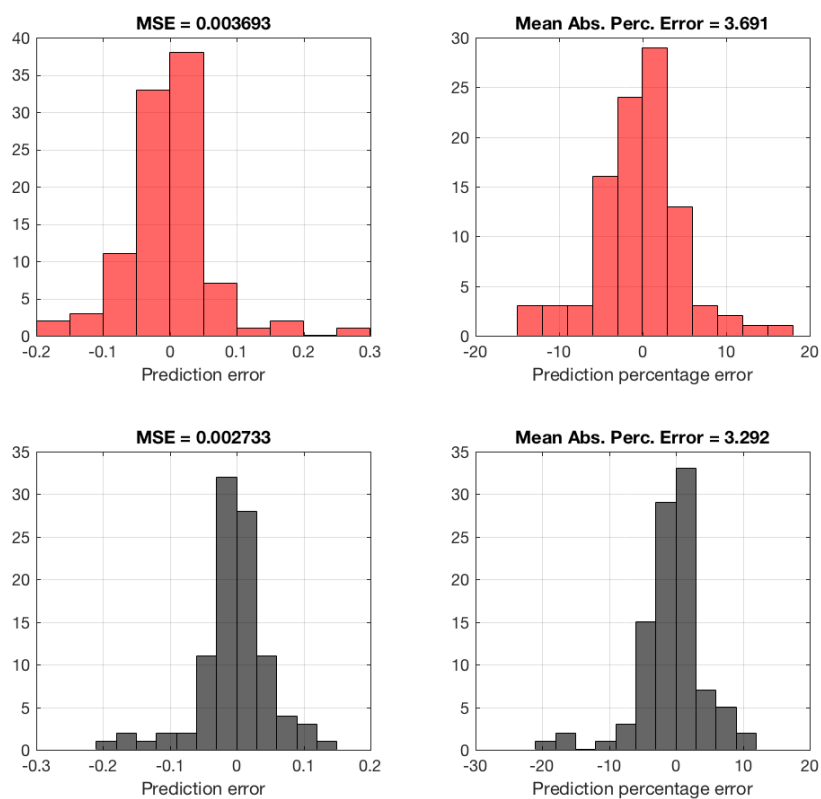 MSE = 0.003693
40
35
30
25
20
15
10
5
0
-0.2 -0.1 0 0.1 0.2 0.3
Prediction error
Mean Abs. Perc. Error = 3.691
30
25
20
15
10
5
0
-20 -10 0 10 20
Prediction percentage error
MSE = 0.002733
35
30
25
20
15
10
5
0
-0.3 -0.2 -0.1 0 0.1 0.2
Prediction error
Mean Abs. Perc. Error = 3.292
35
30
25
20
15
10
5
0
-30 -20 -10 0 10 20
Prediction percentage error